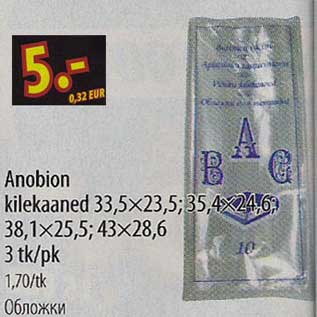 5.-
0,32 EUR
B A G
10
Anobion
kilekaaned 33,5×23,5; 35,4×24,6;
38,1×25,5; 43×28,6
3 tk/pk
1,70/tk
Обложки